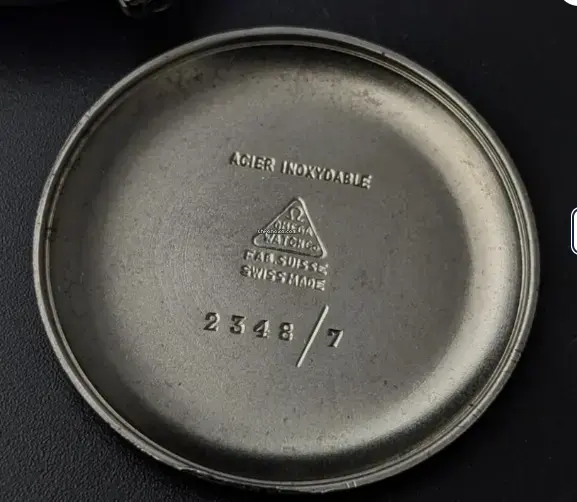 ACIER INOXYDABLE
Ω
OMEGA
WATCH Co
FAB. SUISSE
SWISS MADE
2348/7